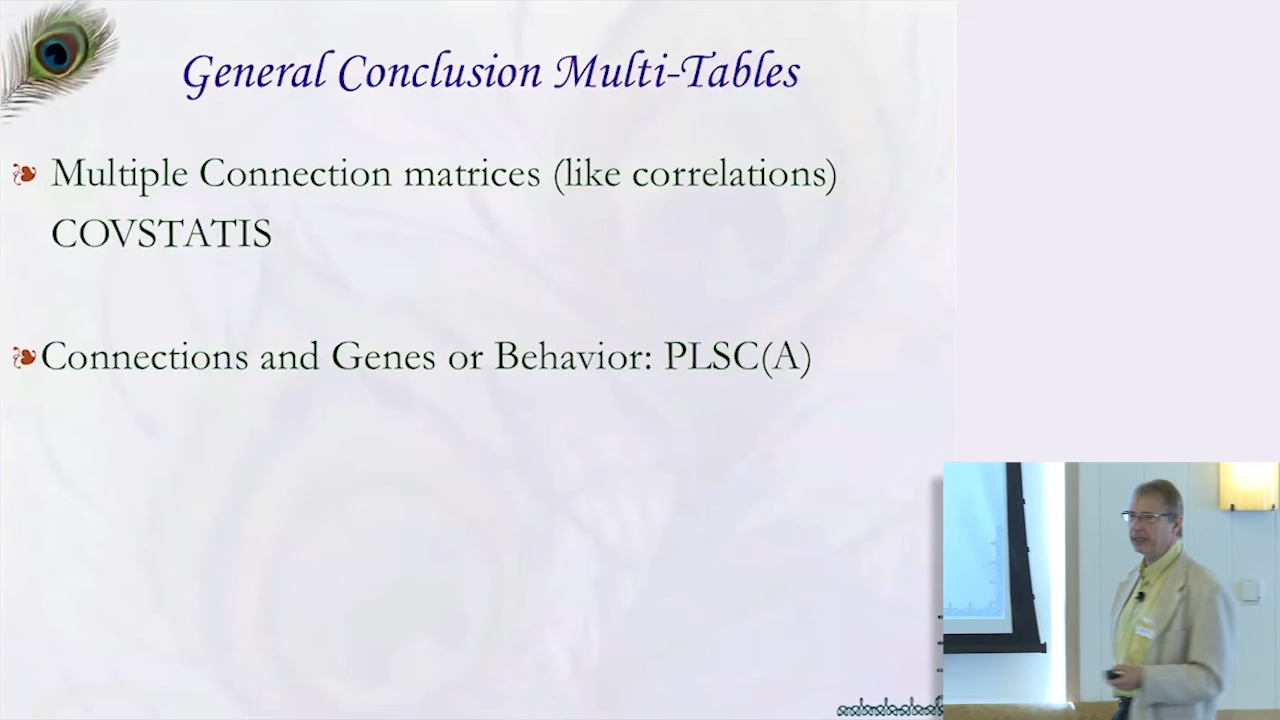 General Conclusion Multi-Tables
Multiple Connection matrices (like correlations)
COVSTATIS
Connections and Genes or Behavior: PLSC(A)